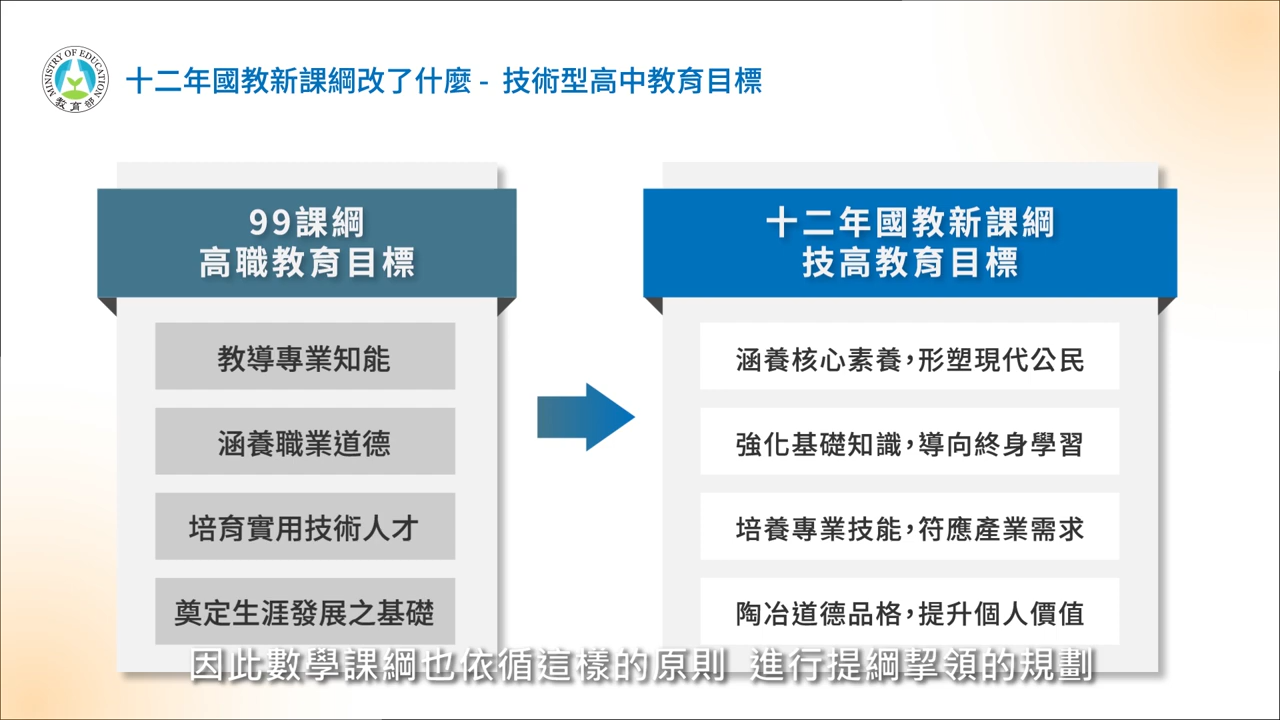 MINISTRY OF EDUCATION
教育部
十二年國教新課綱改了什麼 - 技術型高中教育目標
99課綱
高職教育目標
教導專業知能
涵養職業道德
培育實用技術人才
奠定生涯發展之基礎
十二年國教新課綱
技高教育目標
涵養核心素養，形塑現代公民
強化基礎知識，導向終身學習
培養專業技能，符應產業需求
陶冶道德品格，提升個人價值
因此數學課綱也依循這樣的原則 進行提綱挈領的規劃